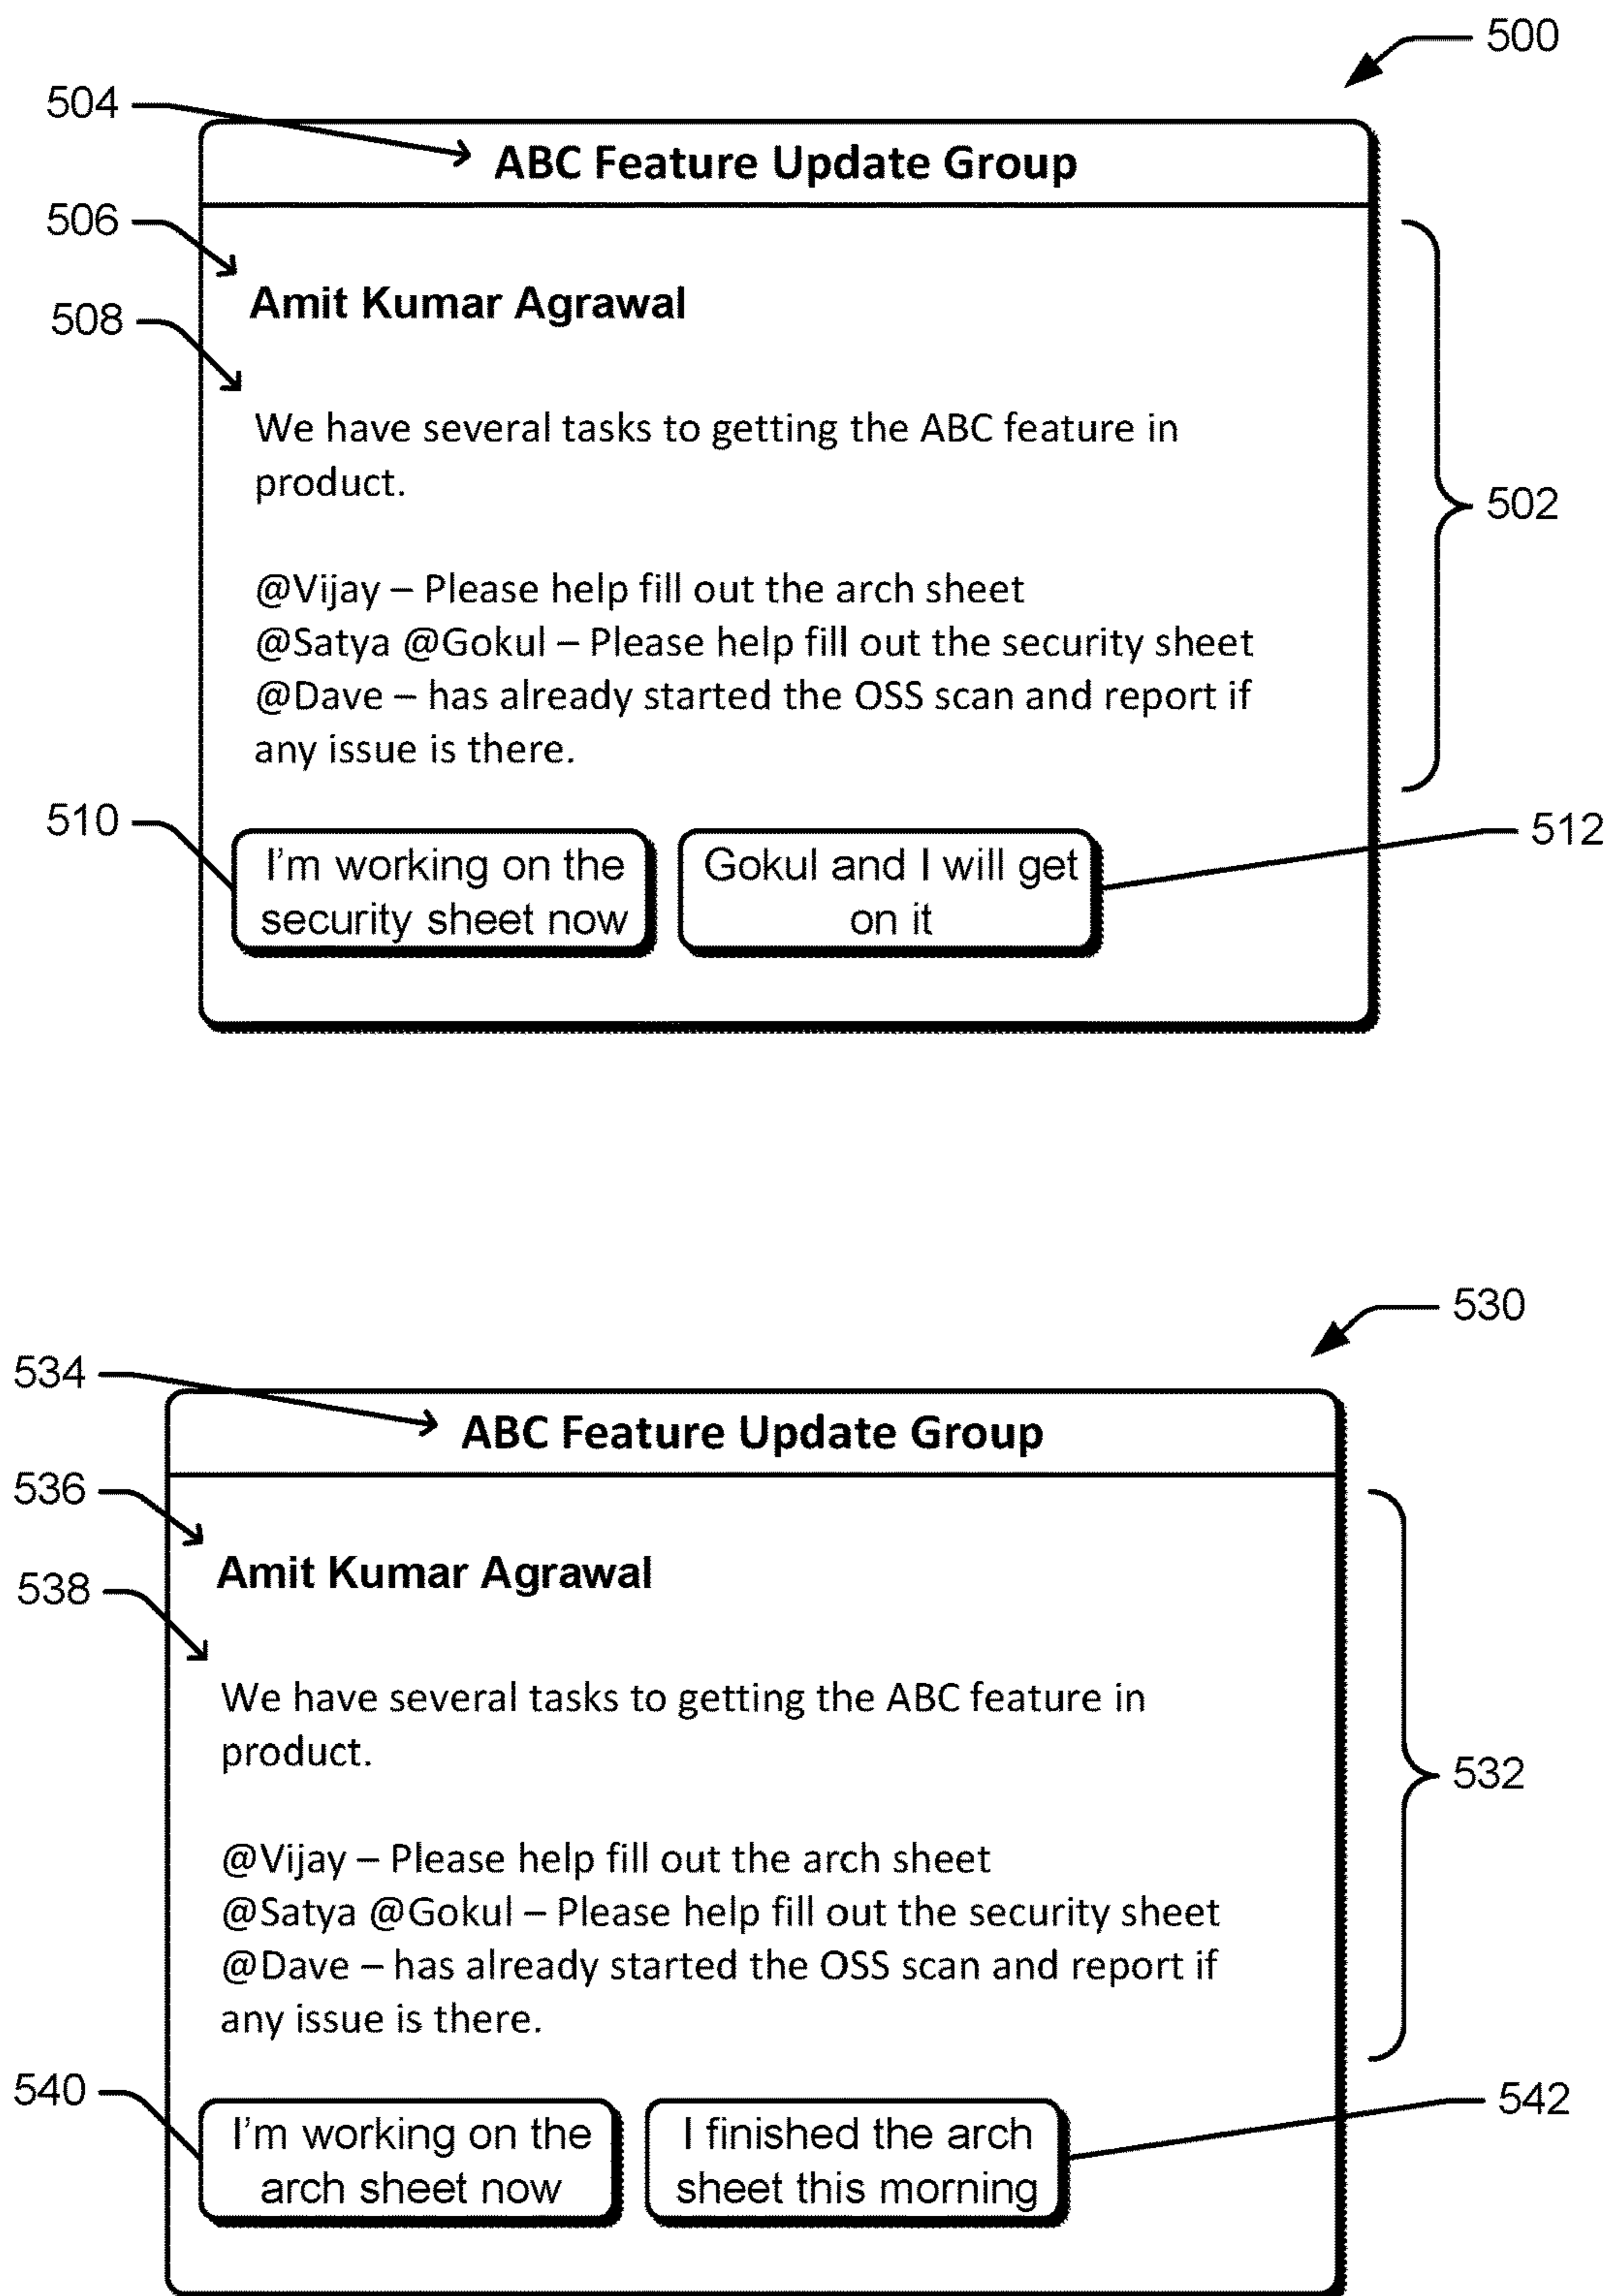 500
504
ABC Feature Update Group
506
Amit Kumar Agrawal
508
We have several tasks to getting the ABC feature in
product.
502
@Vijay – Please help fill out the arch sheet
@Satya @Gokul – Please help fill out the security sheet
@Dave – has already started the OSS scan and report if
any issue is there.
510
512
I'm working on the
security sheet now
Gokul and I will get
on it
530
534
ABC Feature Update Group
536
Amit Kumar Agrawal
538
We have several tasks to getting the ABC feature in
product.
532
@Vijay – Please help fill out the arch sheet
@Satya @Gokul – Please help fill out the security sheet
@Dave – has already started the OSS scan and report if
any issue is there.
540
542
I'm working on the
arch sheet now
I finished the arch
sheet this morning